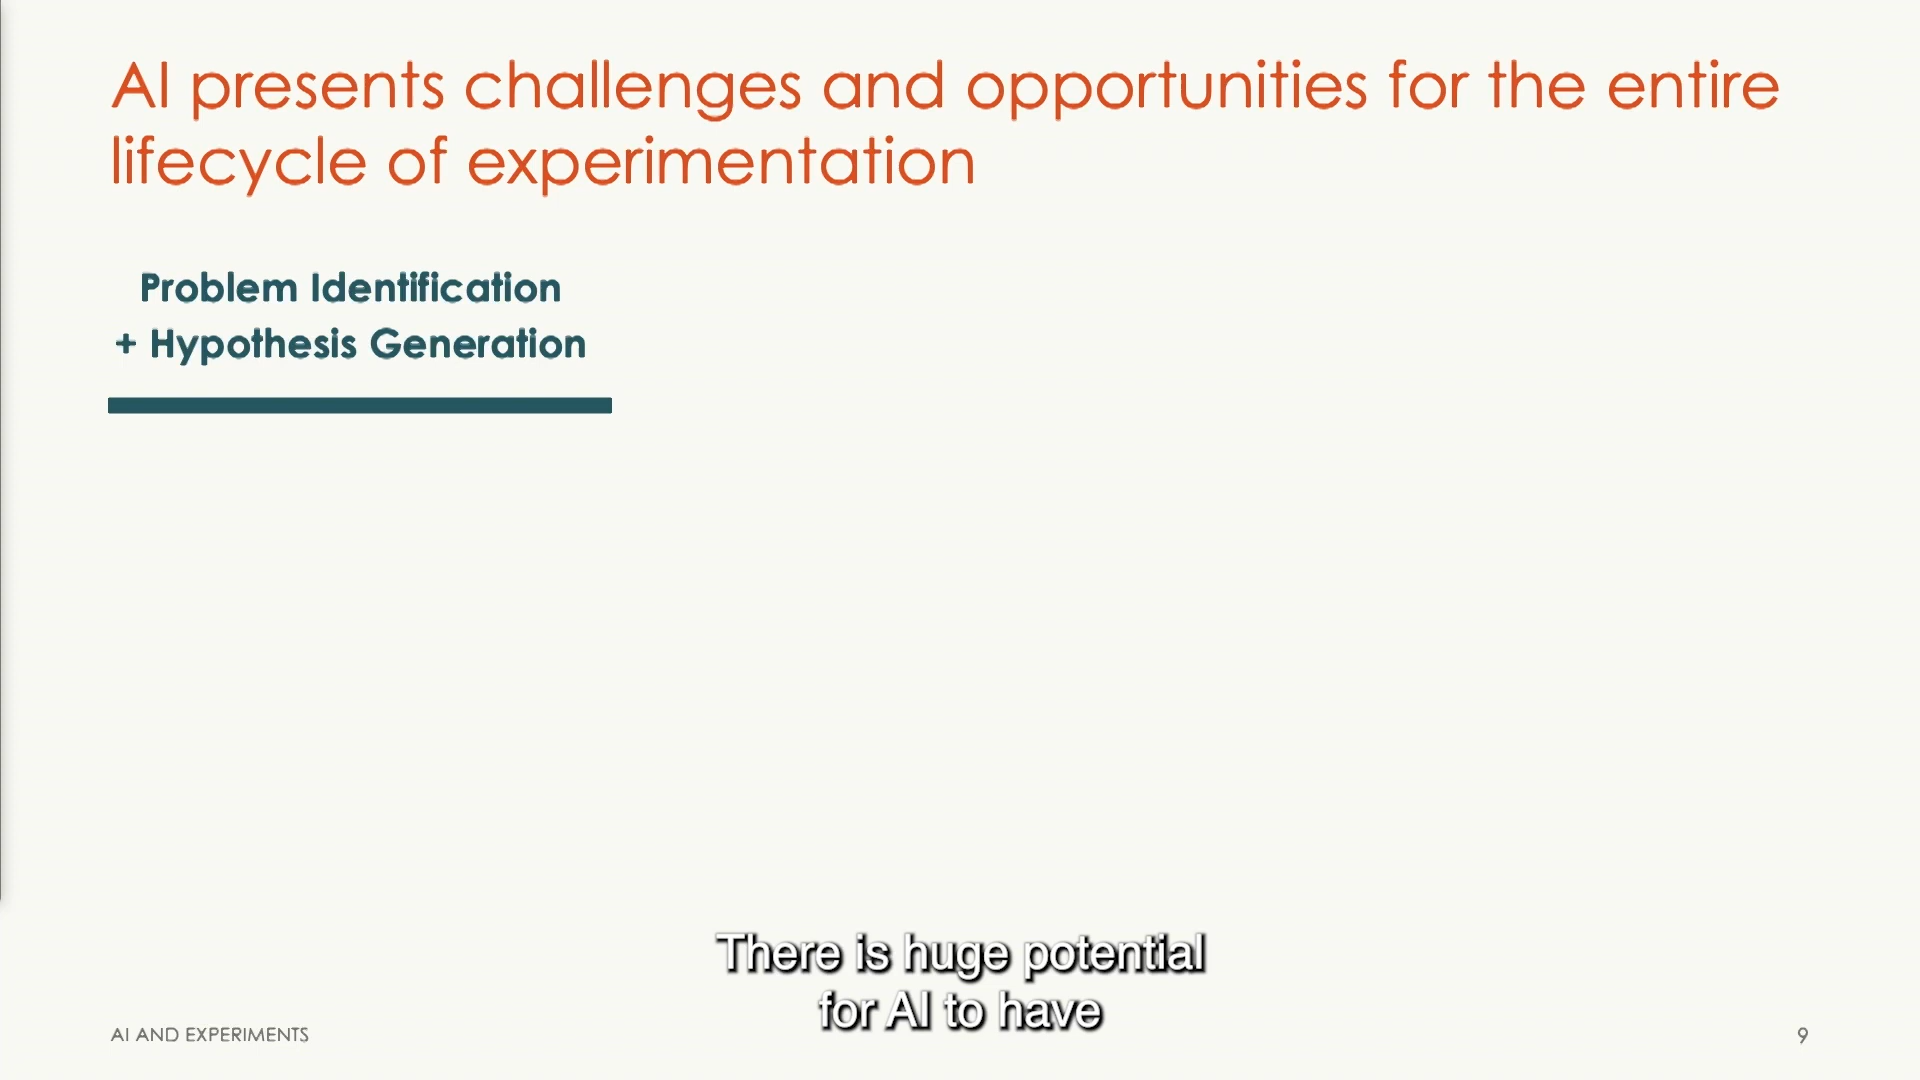 AI presents challenges and opportunities for the entire
lifecycle of experimentation
Problem Identification
+ Hypothesis Generation
There is huge potential
for AI to have
AI AND EXPERIMENTS
9